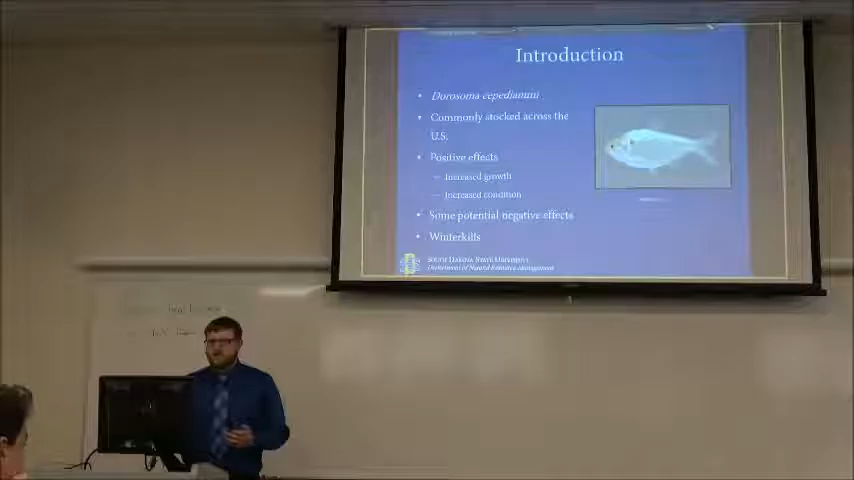 Introduction
• Dorosoma cepedianum
• Commonly stocked across the
U.S.
• Positive effects
– Increased growth
– Increased condition
• Some potential negative effects
• Winterkills
SOUTH DAKOTA STATE UNIVERSITY
Department of Natural Resource Management